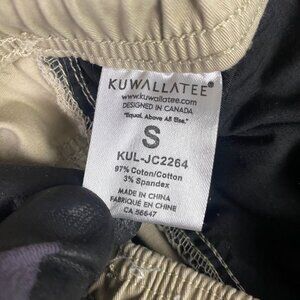 KUWALLATEE®
www.kuwallatee.com
DESIGNED IN CANADA
"Equal, Above All Else."
S
KUL-JC2264
97% Coton/Cotton
3% Spandex
MADE IN CHINA
FABRIQUÉ EN CHINE
CA 56647